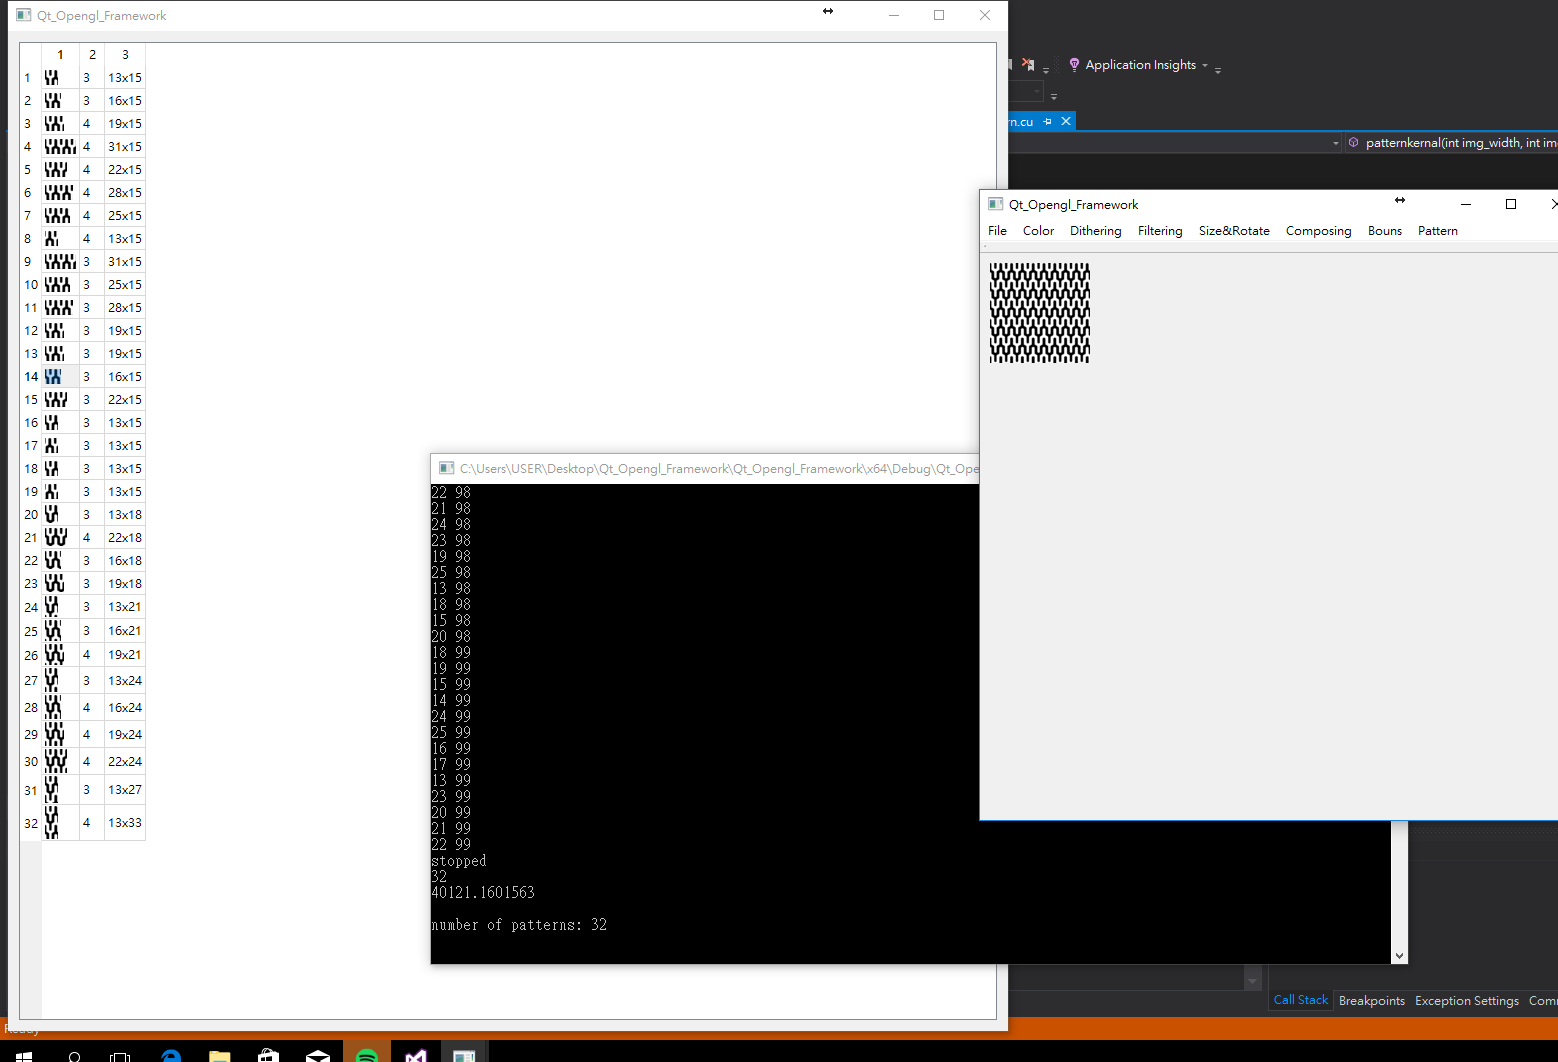 Qt_Opengl_Framework
1 2 3
1 3 13x15
2 3 16x15
3 4 19x15
4 4 31x15
5 4 22x15
6 4 28x15
7 4 25x15
8 4 13x15
9 3 31x15
10 3 25x15
11 3 28x15
12 3 19x15
13 3 19x15
14 3 16x15
15 3 22x15
16 3 13x15
17 3 13x15
18 3 13x15
19 3 13x15
20 3 13x18
21 4 22x18
22 3 16x18
23 3 19x18
24 3 13x21
25 3 16x21
26 4 19x21
27 3 13x24
28 4 16x24
29 4 19x24
30 4 22x24
31 3 13x27
32 4 13x33
Application Insights
rn.cu
patternkernal(int img_width, int im
Qt_Opengl_Framework
File Color Dithering Filtering Size&Rotate Composing Bouns Pattern
C:\Users\USER\Desktop\Qt_Opengl_Framework\Qt_Opengl_Framework\x64\Debug\Qt_Ope
22 98
21 98
24 98
23 98
19 98
25 98
13 98
18 98
15 98
20 98
18 99
19 99
15 99
14 99
24 99
25 99
16 99
17 99
13 99
23 99
20 99
21 99
22 99
stopped
32
40121.1601563
number of patterns: 32
Call Stack Breakpoints Exception Settings Com
Ready